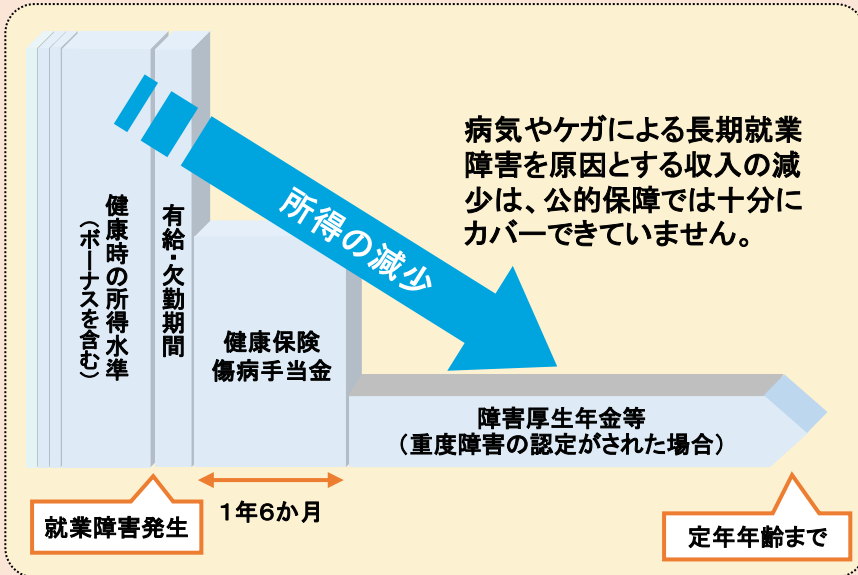 病気やケガによる長期就業
障害を原因とする収入の減
少は、公的保障では十分に
カバーできていません。
所得の減少
健康時の所得水準
（ボーナスを含む）
有給・欠勤期間
健康保険
傷病手当金
障害厚生年金等
（重度障害の認定がされた場合）
就業障害発生
1年6か月
定年年齢まで